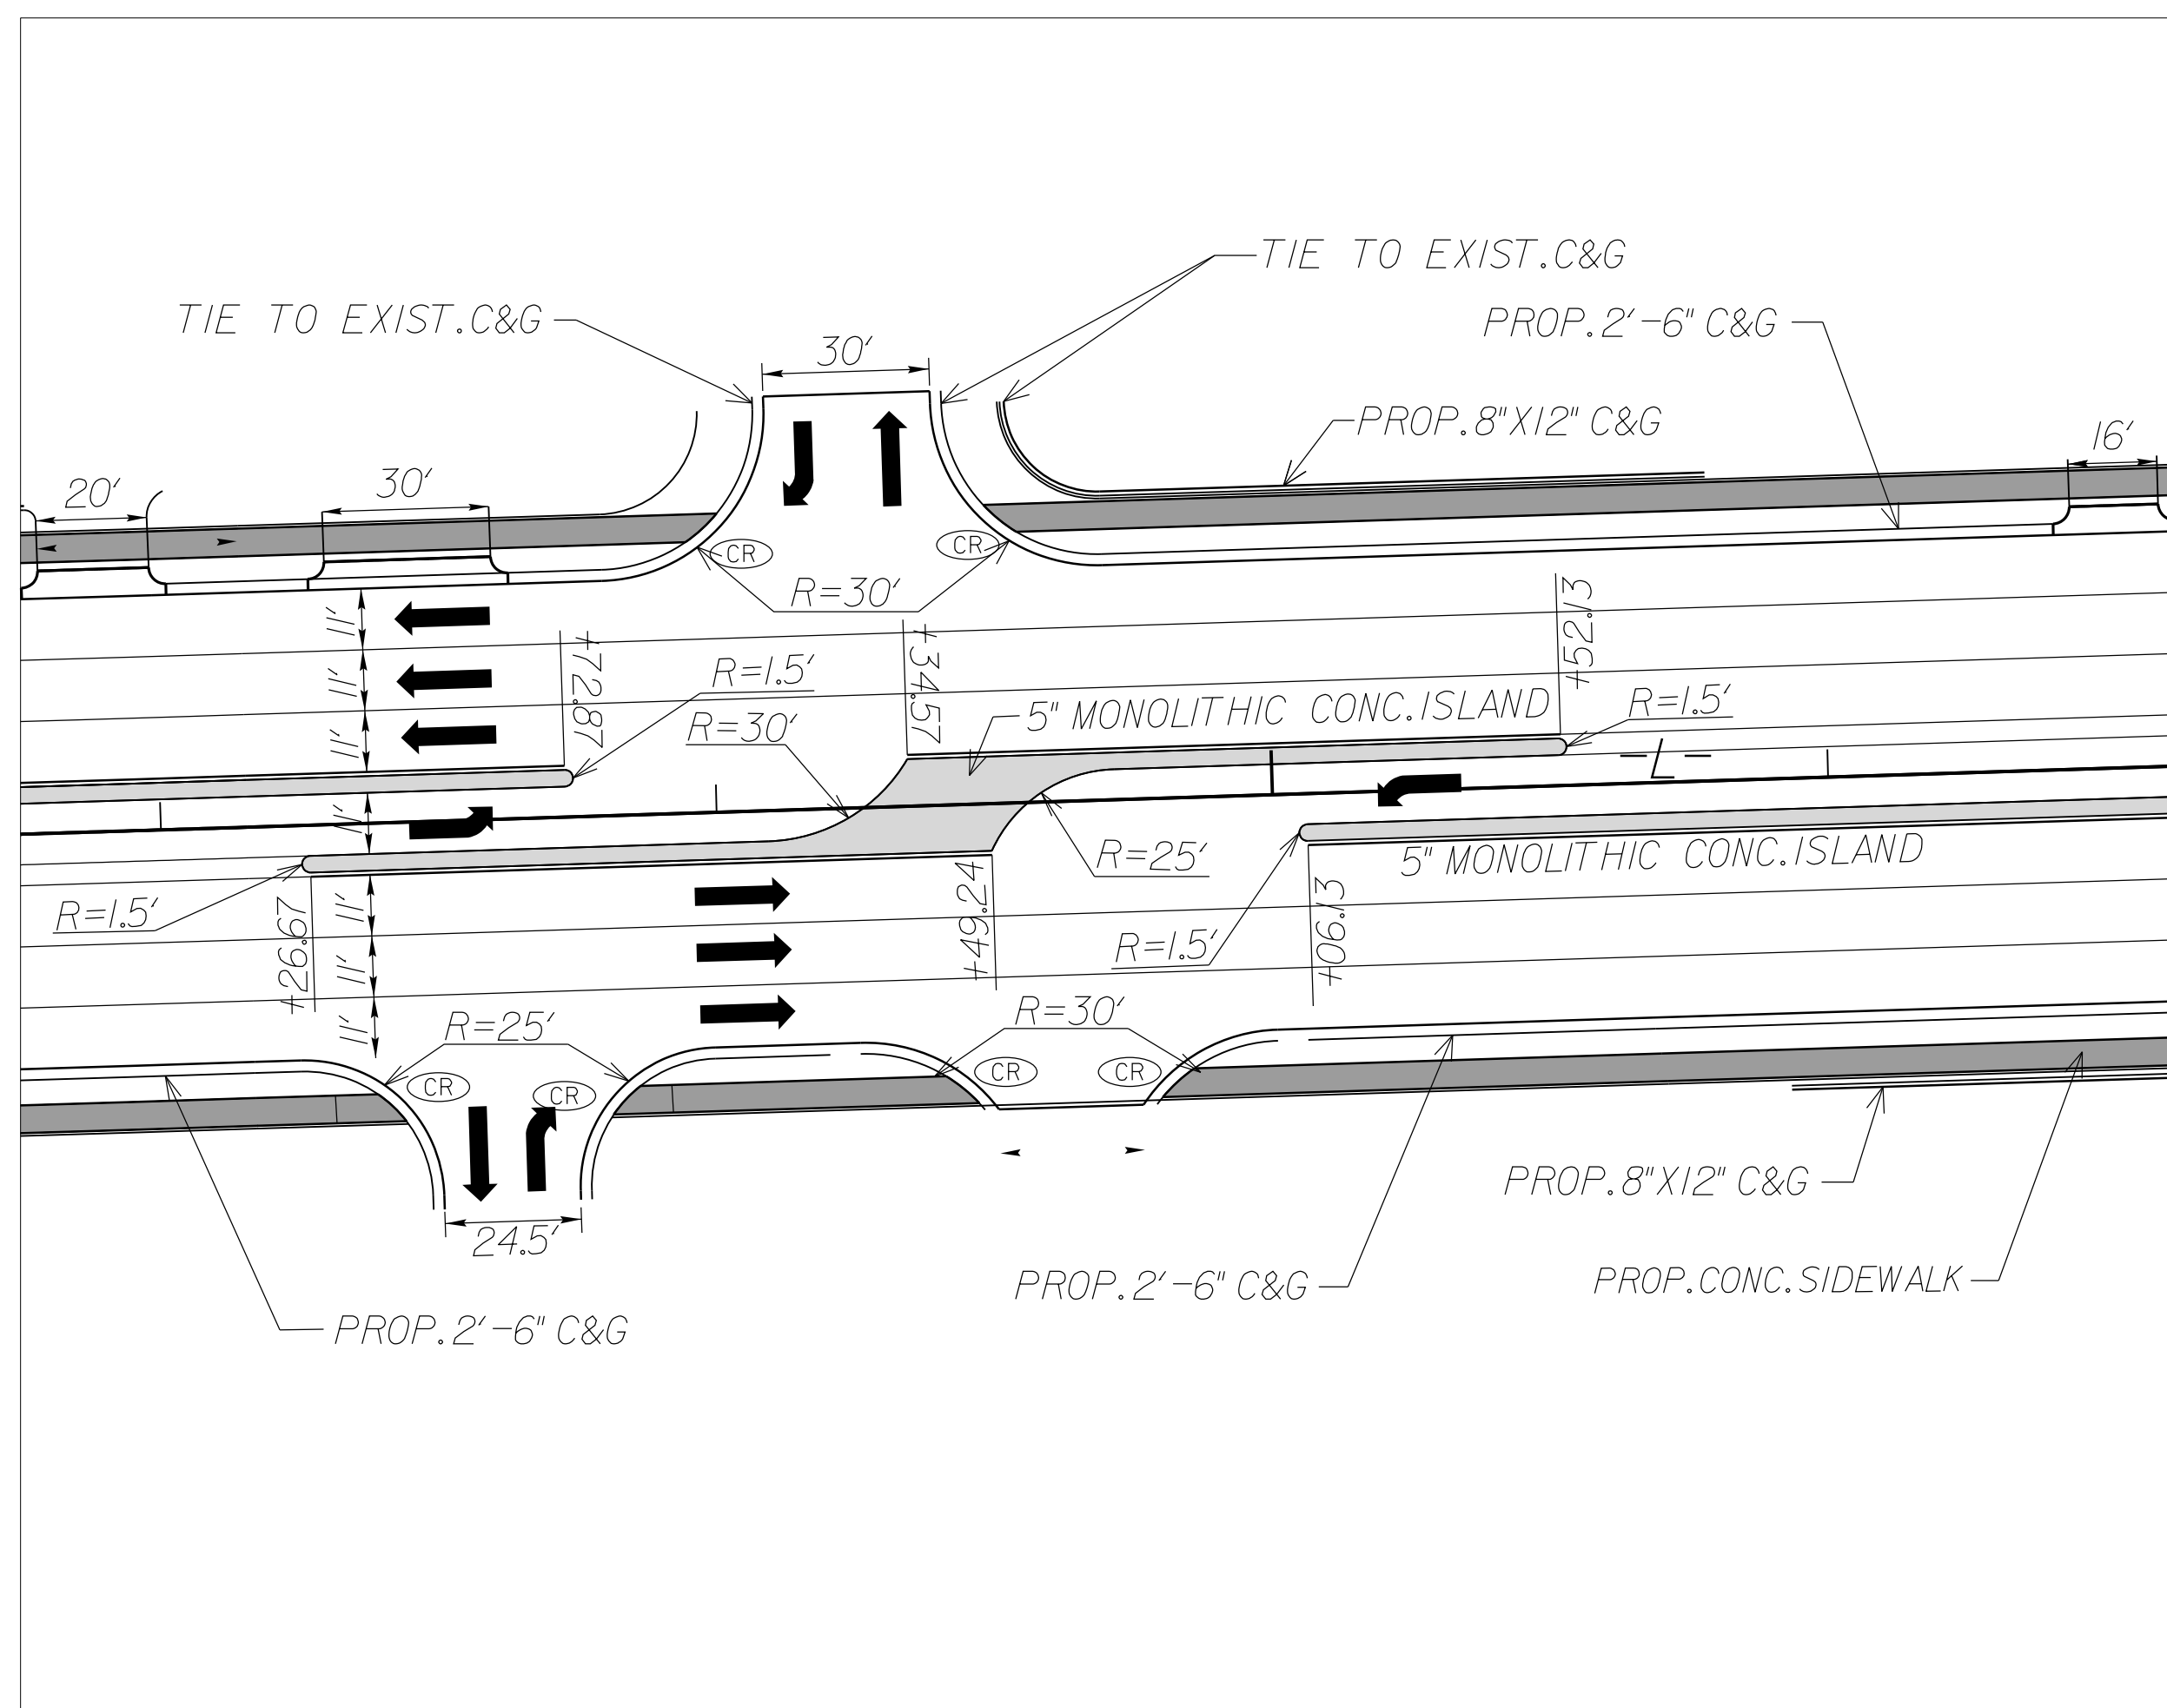 TIE TO EXIST. C&G
TIE TO EXIST. C&G
PROP. 2'-6" C&G
30'
PROP. 8"X12" C&G
16'
20'
30'
CR
CR
R=30'
11'
+72.87
+34.57
+52.13
11'
R=1.5'
R=30'
5" MONOLITHIC CONC. ISLAND
R=1.5'
11'
-L-
11'
R=25'
5" MONOLITHIC CONC. ISLAND
R=1.5'
11'
+26.67
+49.24
R=1.5'
+06.13
11'
11'
R=25'
R=30'
CR
CR
CR
CR
24.5'
PROP. 8"X12" C&G
PROP. 2'-6" C&G
PROP. CONC. SIDEWALK
PROP. 2'-6" C&G